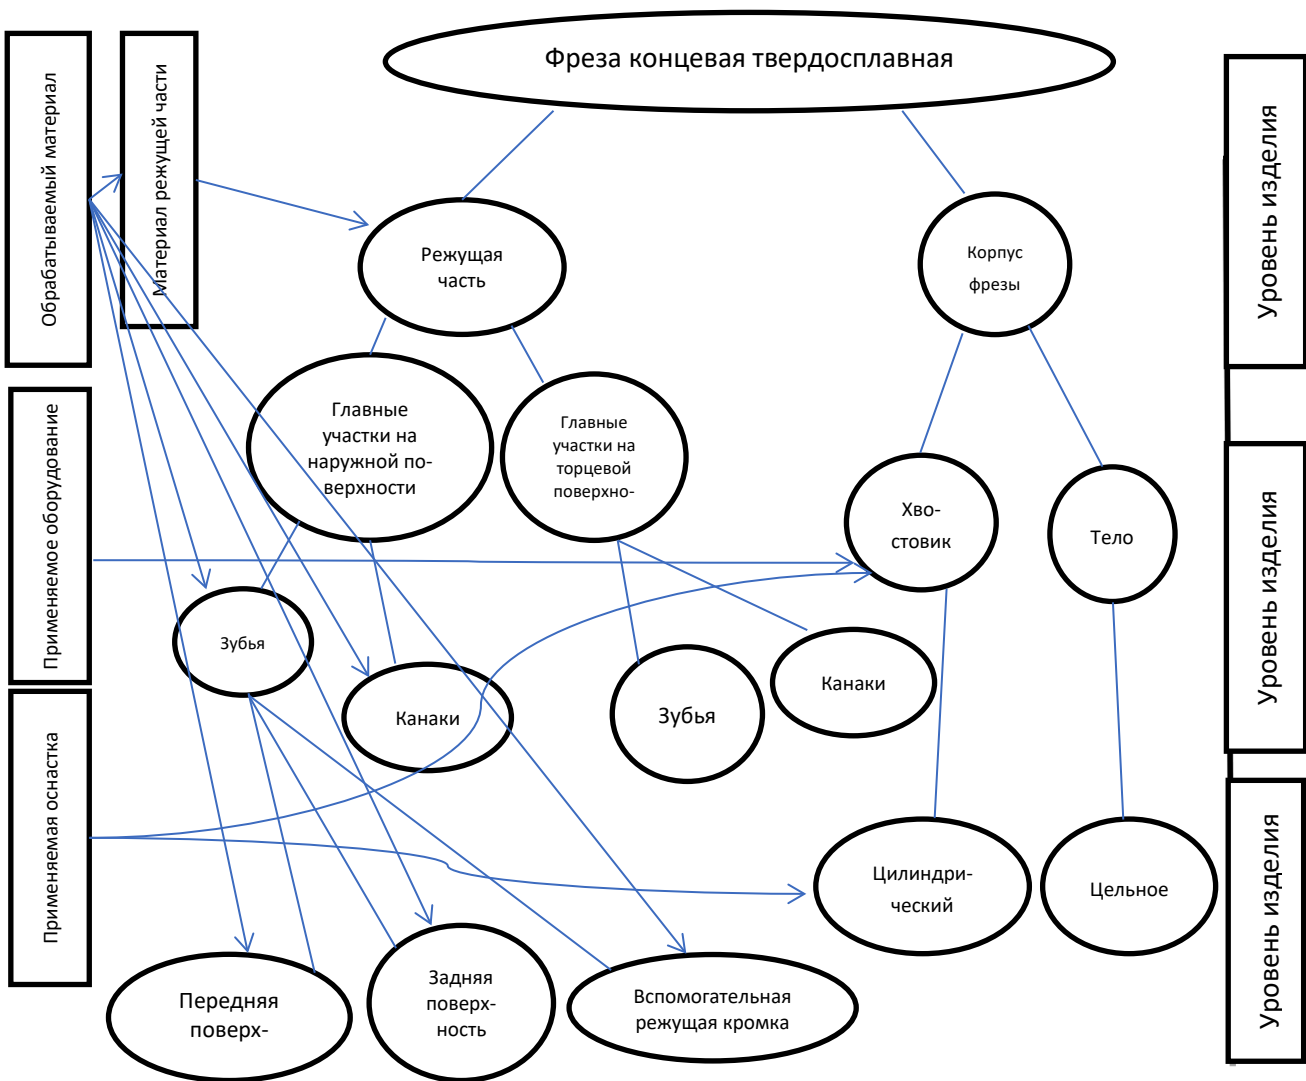 Фреза концевая твердосплавная
Обрабатываемый материал
Материал режущей части
Уровень изделия
Режущая
часть
Корпус
фрезы
Применяемое оборудование
Главные
участки на
наружной по-
верхности
Главные
участки на
торцевой
поверхно-
Хво-
стовик
Тело
Уровень изделия
Зубья
Канаки
Зубья
Канаки
Применяемая оснастка
Цилиндри-
ческий
Цельное
Уровень изделия
Передняя
поверх-
Задняя
поверх-
ность
Вспомогательная
режущая кромка